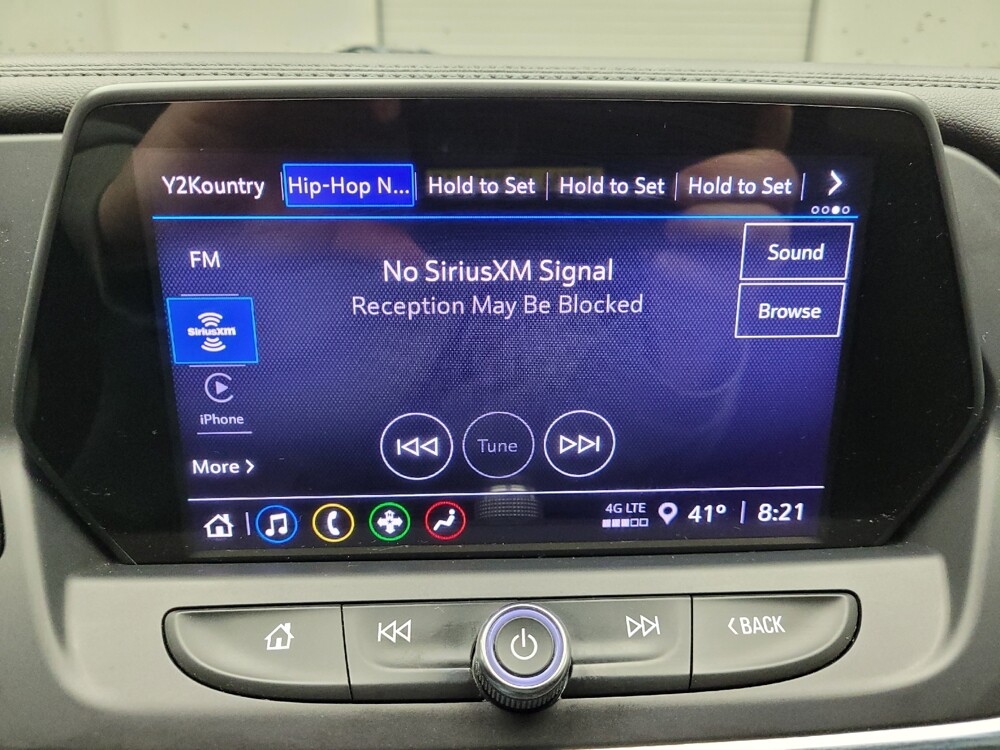 Y2Kountry Hip-Hop N... Hold to Set Hold to Set Hold to Set
FM
No SiriusXM Signal
Reception May Be Blocked
Sound
Browse
SiriusXM
iPhone
More
Tune
4G LTE
41° 8:21
BACK